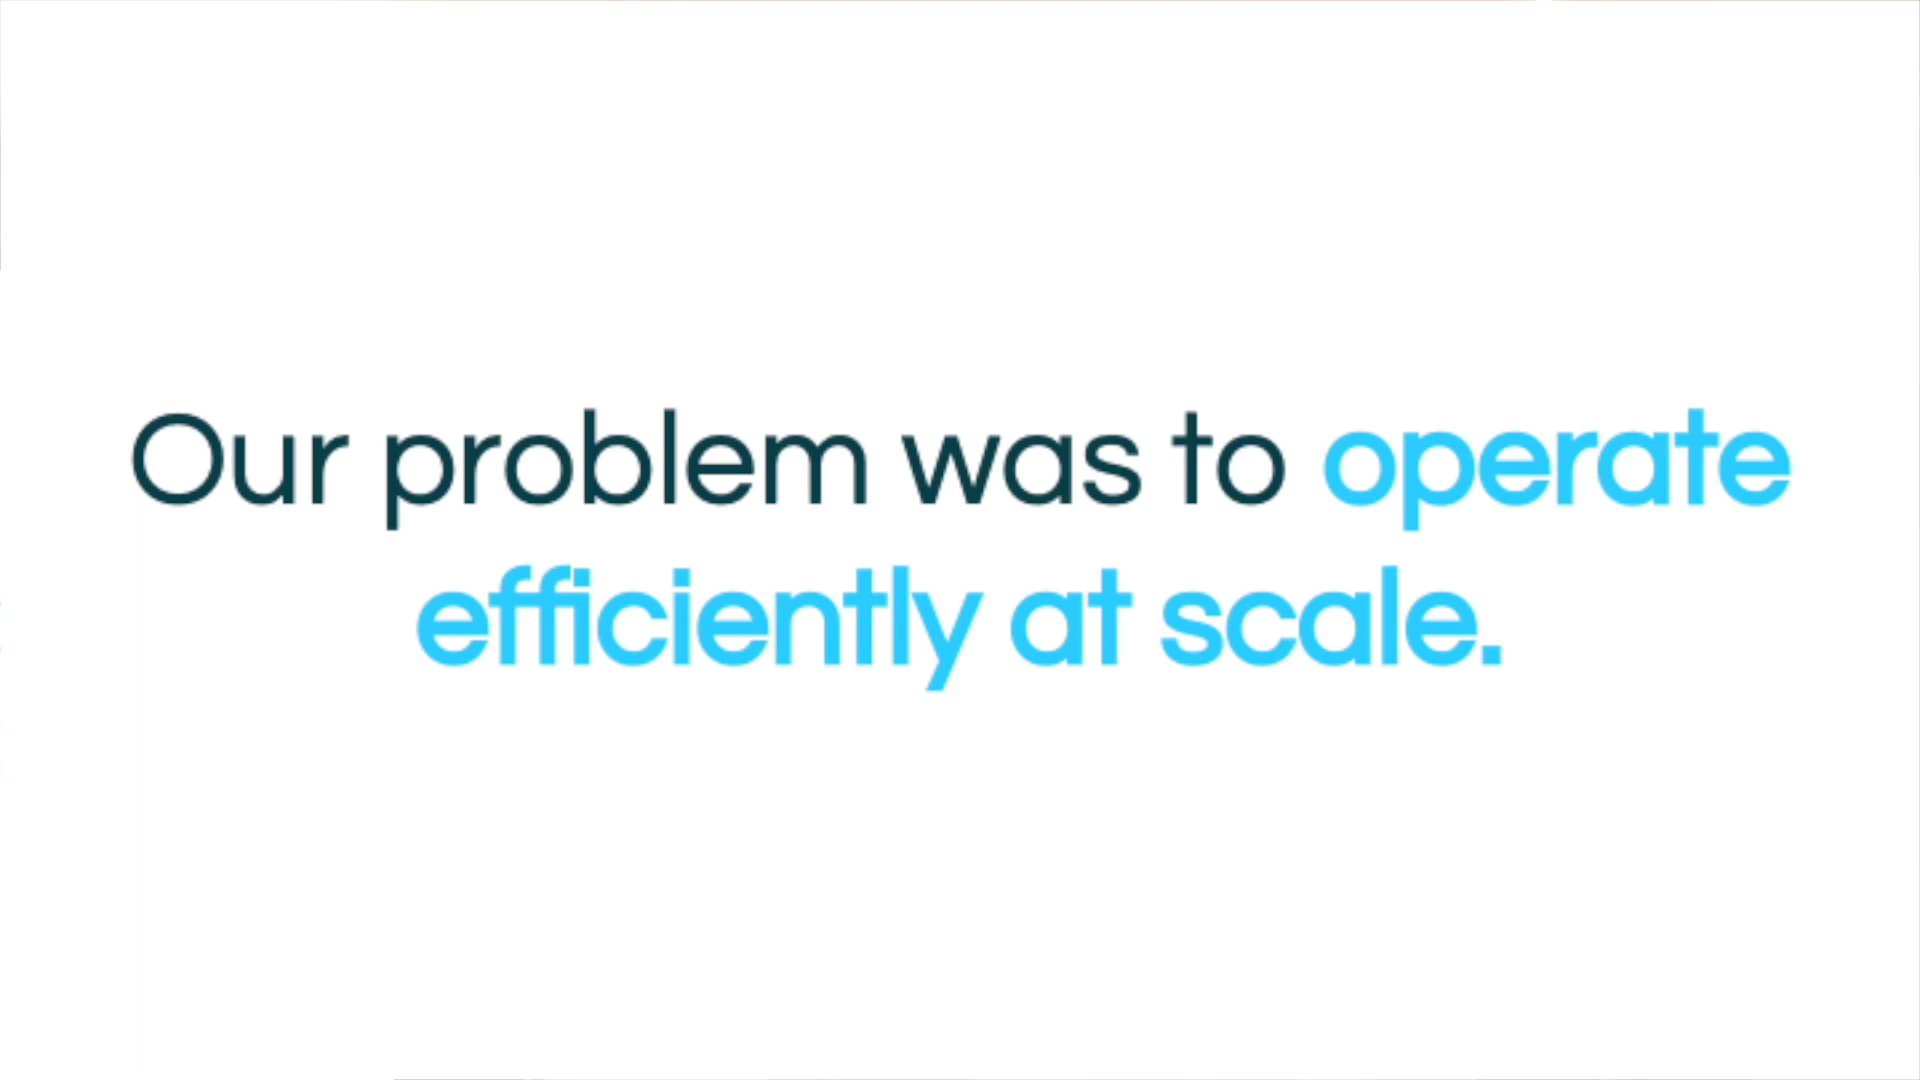 Our problem was to operate
efficiently at scale.